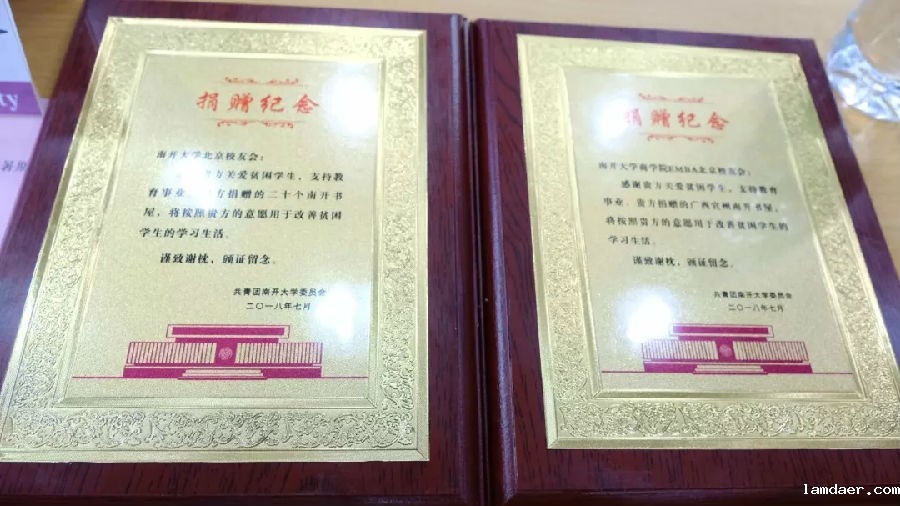 捐赠纪念
南开大学北京校友会：
方关爱贫困学生，支持教
育事业 方捐赠的二十个南开书
屋，将按照贵方的意愿用于改善贫困
学生的学习生活。
谨致谢忱，颐证留念。
共青团南开大学委员会
二〇一八年七月
捐赠纪念
南开大学商学院EMBA北京校友会：
感谢贵方关爱贫困学生，支持教育
事业。贵方捐赠的广西宜州南开书屋，
将按照贵方的意愿用于改善贫困学生的
学习生活。
谨致谢忱，颐证留念。
共青团南开大学委员会
二〇一八年七月
ty
暑期
lamdaer.com